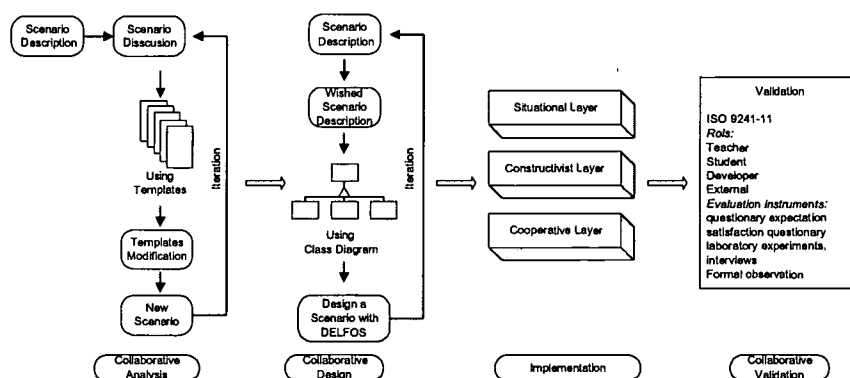 Scenario
Description
Scenario
Disscusion
Using
Templates
Templates
Modification
New
Scenario
Iteration
Collaborative
Analysis
Scenario
Description
Wished
Scenario
Description
Using
Class Diagram
Design a
Scenario with
DELFOS
Iteration
Collaborative
Design
Situational Layer
Constructivist Layer
Cooperative Layer
Implementation
Validation
ISO 9241-11
Rols:
Teacher
Student
Developer
External
Evaluation instruments:
questionary expectation
satisfaction questionary
laboratory experiments,
interviews
Formal observation
Collaborative
Validation